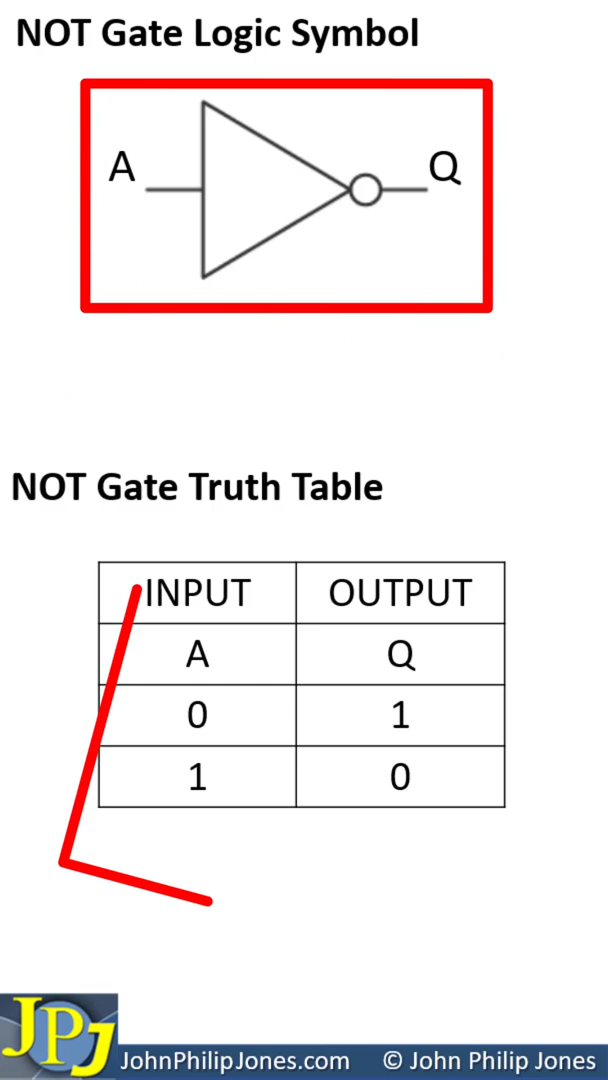 NOT Gate Logic Symbol
A Q
NOT Gate Truth Table
INPUT OUTPUT
A Q
0 1
1 0
JPJ
JohnPhilipJones.com © John Philip Jones